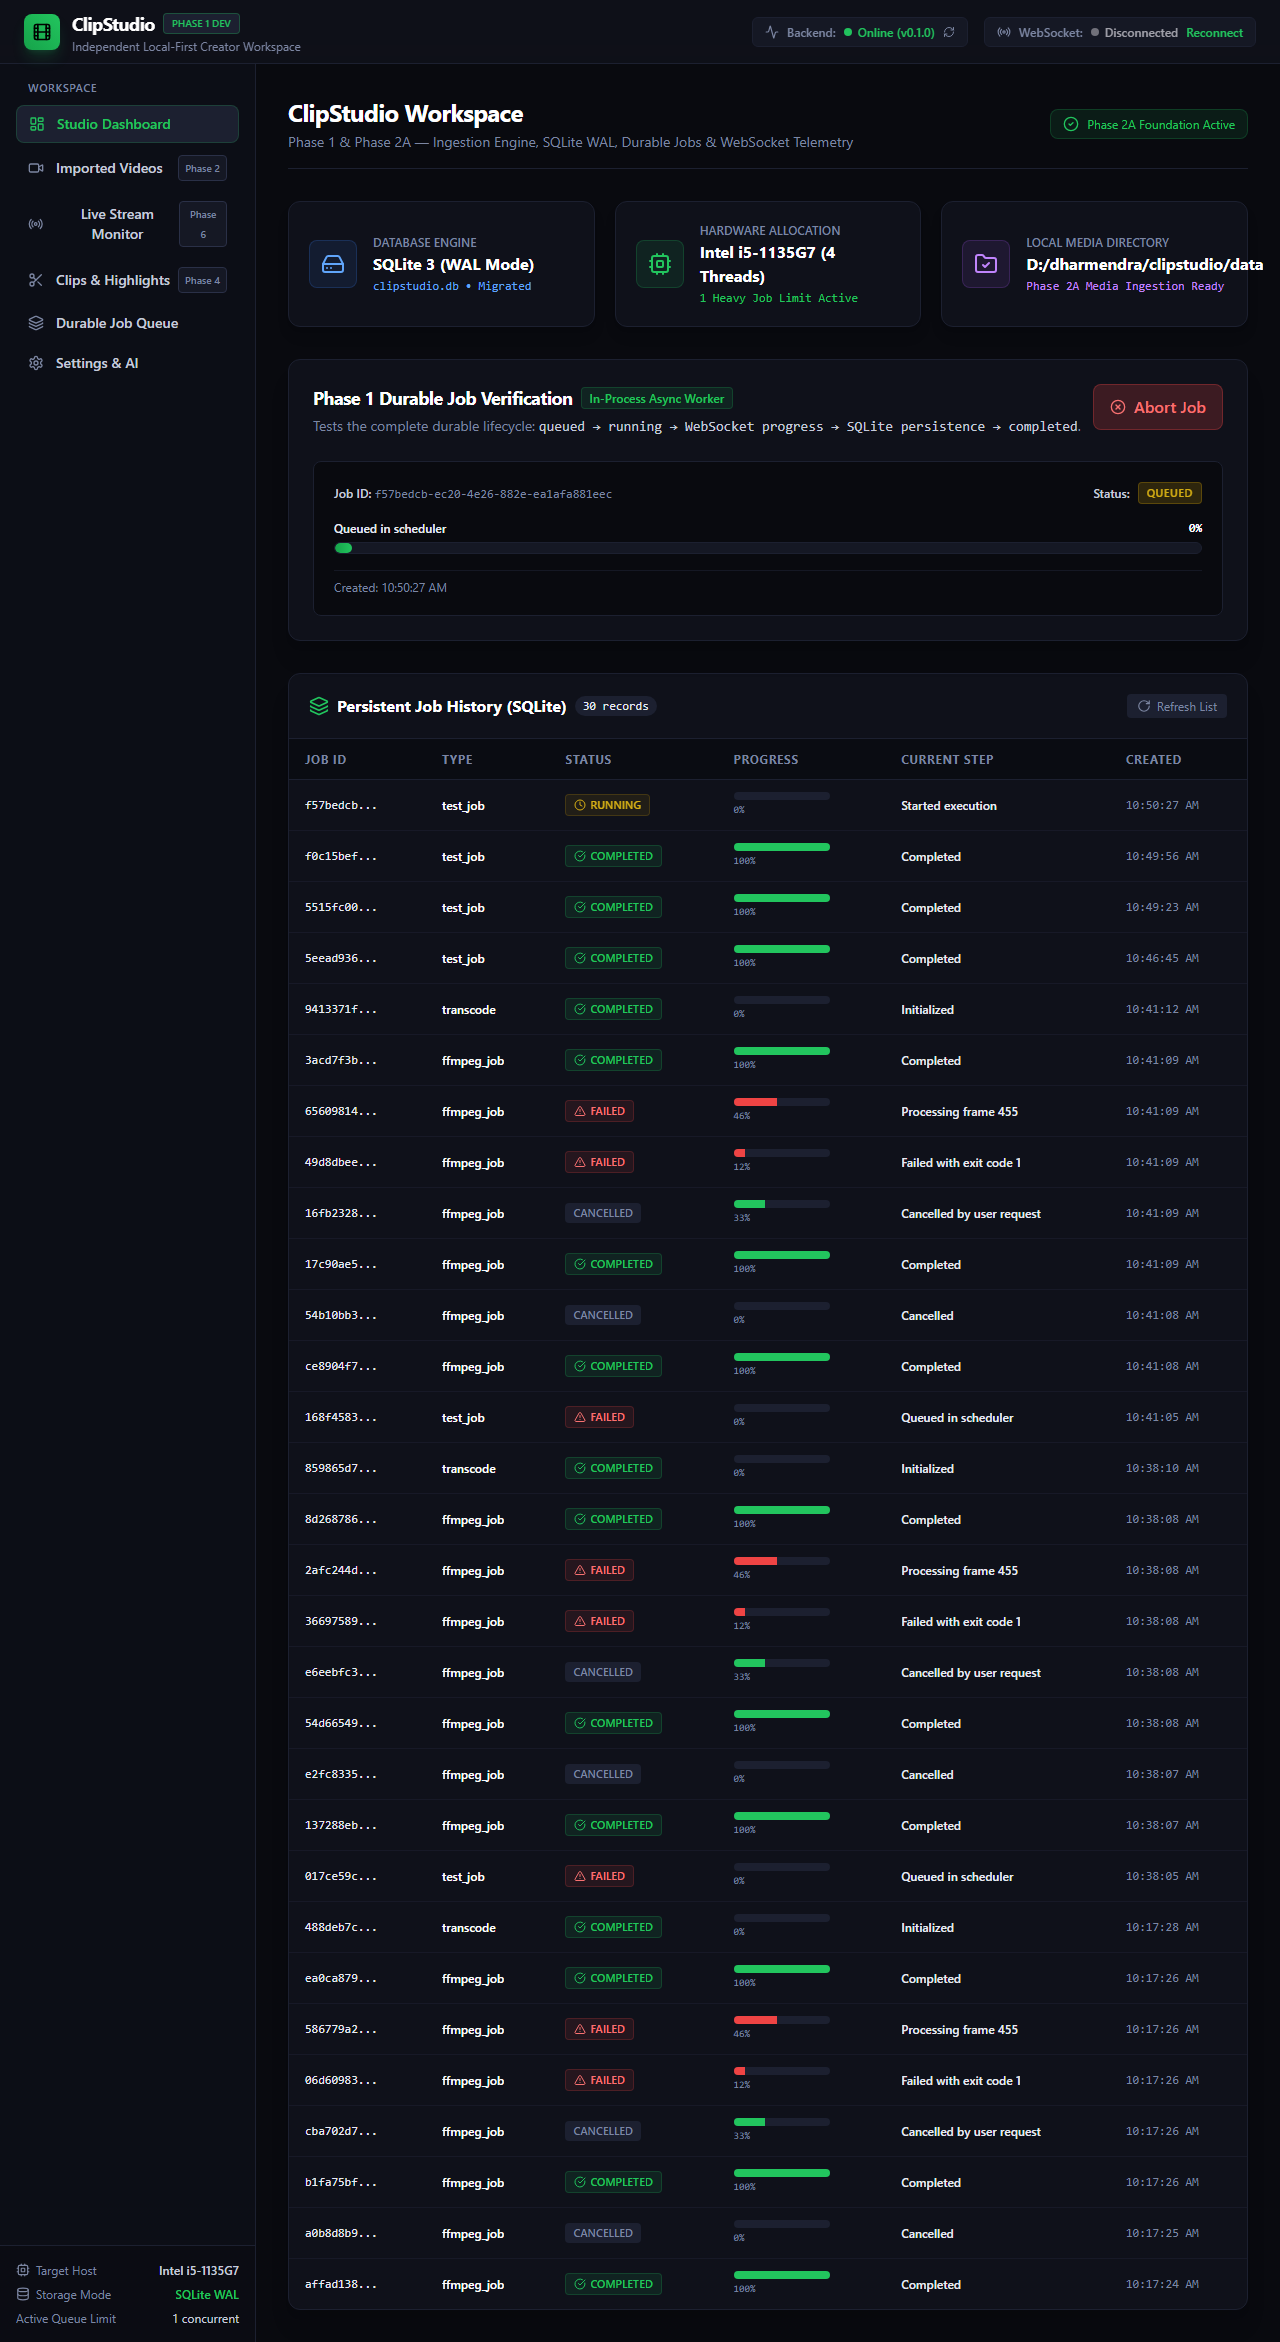 ClipStudio PHASE 1 DEV
Independent Local-First Creator Workspace
Backend: Online (v0.1.0)
WebSocket: Disconnected Reconnect
WORKSPACE
Studio Dashboard
Imported Videos Phase 2
Live Stream Monitor Phase 6
Clips & Highlights Phase 4
Durable Job Queue
Settings & AI
ClipStudio Workspace
Phase 1 & Phase 2A — Ingestion Engine, SQLite WAL, Durable Jobs & WebSocket Telemetry
Phase 2A Foundation Active
DATABASE ENGINE
SQLite 3 (WAL Mode)
clipstudio.db • Migrated
HARDWARE ALLOCATION
Intel i5-1135G7 (4
Threads)
1 Heavy Job Limit Active
LOCAL MEDIA DIRECTORY
D:/dharmendra/clipstudio/data
Phase 2A Media Ingestion Ready
Phase 1 Durable Job Verification In-Process Async Worker
Tests the complete durable lifecycle: queued → running → WebSocket progress → SQLite persistence → completed.
Abort Job
Job ID: f57bedcb-ec20-4e26-882e-ea1afa881eec
Status: QUEUED
Queued in scheduler 0%
Created: 10:50:27 AM
Persistent Job History (SQLite) 30 records
Refresh List
JOB ID TYPE STATUS PROGRESS CURRENT STEP CREATED
f57bedcb... test_job RUNNING 0% Started execution 10:50:27 AM
f0c15bef... test_job COMPLETED 100% Completed 10:49:56 AM
5515fc00... test_job COMPLETED 100% Completed 10:49:23 AM
5eead936... test_job COMPLETED 100% Completed 10:46:45 AM
9413371f... transcode COMPLETED 0% Initialized 10:41:12 AM
3acd7f3b... ffmpeg_job COMPLETED 100% Completed 10:41:09 AM
65609814... ffmpeg_job FAILED 46% Processing frame 455 10:41:09 AM
49d8dbee... ffmpeg_job FAILED 12% Failed with exit code 1 10:41:09 AM
16fb2328... ffmpeg_job CANCELLED 33% Cancelled by user request 10:41:09 AM
17c90ae5... ffmpeg_job COMPLETED 100% Completed 10:41:09 AM
54b10bb3... ffmpeg_job CANCELLED 0% Cancelled 10:41:08 AM
ce8904f7... ffmpeg_job COMPLETED 100% Completed 10:41:08 AM
168f4583... test_job FAILED 0% Queued in scheduler 10:41:05 AM
859865d7... transcode COMPLETED 0% Initialized 10:38:10 AM
8d268786... ffmpeg_job COMPLETED 100% Completed 10:38:08 AM
2afc244d... ffmpeg_job FAILED 46% Processing frame 455 10:38:08 AM
36697589... ffmpeg_job FAILED 12% Failed with exit code 1 10:38:08 AM
e6eebfc3... ffmpeg_job CANCELLED 33% Cancelled by user request 10:38:08 AM
54d66549... ffmpeg_job COMPLETED 100% Completed 10:38:08 AM
e2fc8335... ffmpeg_job CANCELLED 0% Cancelled 10:38:07 AM
137288eb... ffmpeg_job COMPLETED 100% Completed 10:38:07 AM
017ce59c... test_job FAILED 0% Queued in scheduler 10:38:05 AM
488deb7c... transcode COMPLETED 0% Initialized 10:17:28 AM
ea0ca879... ffmpeg_job COMPLETED 100% Completed 10:17:26 AM
586779a2... ffmpeg_job FAILED 46% Processing frame 455 10:17:26 AM
06d60983... ffmpeg_job FAILED 12% Failed with exit code 1 10:17:26 AM
cba702d7... ffmpeg_job CANCELLED 33% Cancelled by user request 10:17:26 AM
b1fa75bf... ffmpeg_job COMPLETED 100% Completed 10:17:26 AM
a0b8d8b9... ffmpeg_job CANCELLED 0% Cancelled 10:17:25 AM
affad138... ffmpeg_job COMPLETED 100% Completed 10:17:24 AM
Target Host Intel i5-1135G7
Storage Mode SQLite WAL
Active Queue Limit 1 concurrent